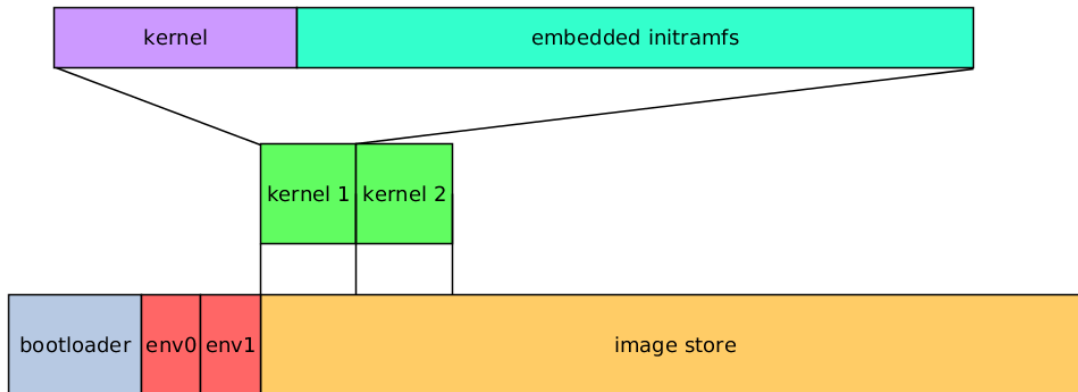 kernel
embedded initramfs
kernel 1
kernel 2
bootloader
env0
env1
image store